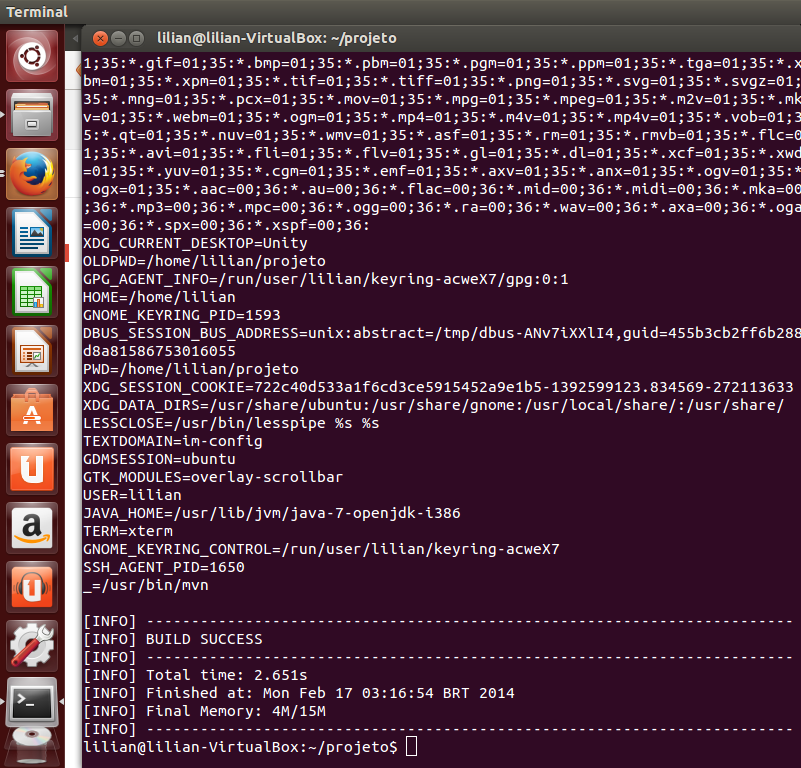 Terminal
lilian@lilian-VirtualBox: ~/projeto
1;35:*.gif=01;35:*.bmp=01;35:*.pbm=01;35:*.pgm=01;35:*.ppm=01;35:*.tga=01;35:*.x
bm=01;35:*.xpm=01;35:*.tif=01;35:*.tiff=01;35:*.png=01;35:*.svg=01;35:*.svgz=01;
35:*.mng=01;35:*.pcx=01;35:*.mov=01;35:*.mpg=01;35:*.mpeg=01;35:*.m2v=01;35:*.mk
v=01;35:*.webm=01;35:*.ogm=01;35:*.mp4=01;35:*.m4v=01;35:*.mp4v=01;35:*.vob=01;3
5:*.qt=01;35:*.nuv=01;35:*.wmv=01;35:*.asf=01;35:*.rm=01;35:*.rmvb=01;35:*.flc=0
1;35:*.avi=01;35:*.fli=01;35:*.flv=01;35:*.gl=01;35:*.dl=01;35:*.xcf=01;35:*.xwd
=01;35:*.yuv=01;35:*.cgm=01;35:*.emf=01;35:*.axv=01;35:*.anx=01;35:*.ogv=01;35:*
.ogx=01;35:*.aac=00;36:*.au=00;36:*.flac=00;36:*.mid=00;36:*.midi=00;36:*.mka=00
;36:*.mp3=00;36:*.mpc=00;36:*.ogg=00;36:*.ra=00;36:*.wav=00;36:*.axa=00;36:*.oga
=00;36:*.spx=00;36:*.xspf=00;36:
XDG_CURRENT_DESKTOP=Unity
OLDPWD=/home/lilian/projeto
GPG_AGENT_INFO=/run/user/lilian/keyring-acweX7/gpg:0:1
HOME=/home/lilian
GNOME_KEYRING_PID=1593
DBUS_SESSION_BUS_ADDRESS=unix:abstract=/tmp/dbus-ANv7iXXlI4,guid=455b3cb2ff6b288
d8a81586753016055
PWD=/home/lilian/projeto
XDG_SESSION_COOKIE=722c40d533a1f6cd3ce5915452a9e1b5-1392599123.834569-272113633
XDG_DATA_DIRS=/usr/share/ubuntu:/usr/share/gnome:/usr/local/share/:/usr/share/
LESSCLOSE=/usr/bin/lesspipe %s %s
TEXTDOMAIN=im-config
GDMSESSION=ubuntu
GTK_MODULES=overlay-scrollbar
USER=lilian
JAVA_HOME=/usr/lib/jvm/java-7-openjdk-i386
TERM=xterm
GNOME_KEYRING_CONTROL=/run/user/lilian/keyring-acweX7
SSH_AGENT_PID=1650
_=/usr/bin/mvn
[INFO] ------------------------------------------------------------------------
[INFO] BUILD SUCCESS
[INFO] ------------------------------------------------------------------------
[INFO] Total time: 2.651s
[INFO] Finished at: Mon Feb 17 03:16:54 BRT 2014
[INFO] Final Memory: 4M/15M
[INFO] ------------------------------------------------------------------------
lilian@lilian-VirtualBox:~/projeto$